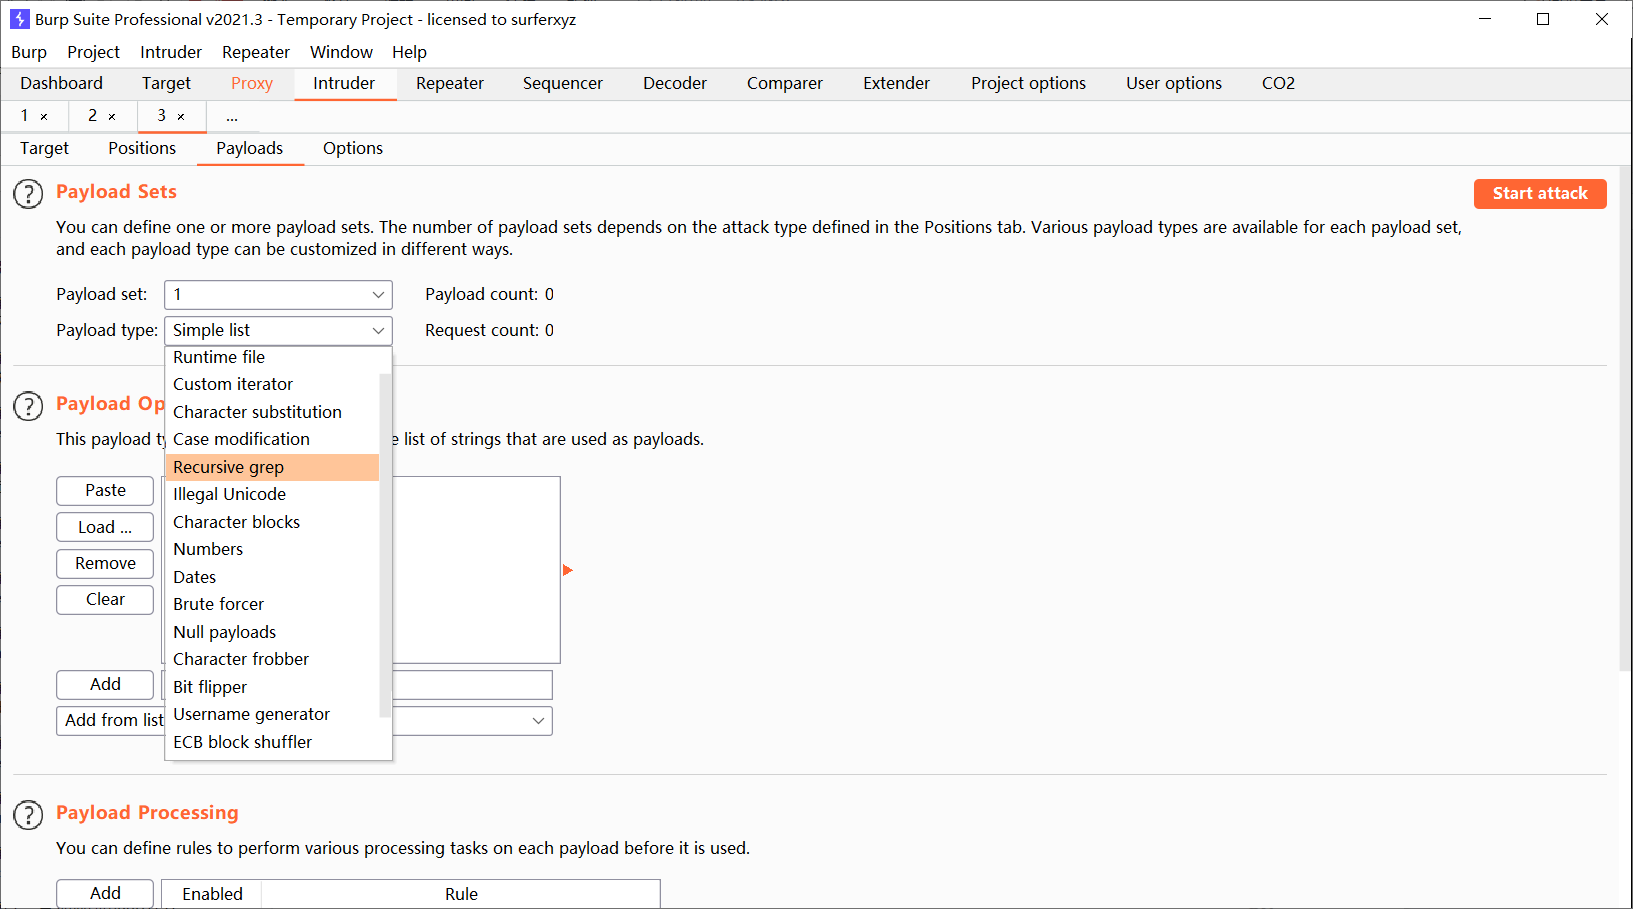 Burp Suite Professional v2021.3 - Temporary Project - licensed to surferxyz
Burp Project Intruder Repeater Window Help
Dashboard Target Proxy Intruder Repeater Sequencer Decoder Comparer Extender Project options User options CO2
1 × 2 × 3 × ...
Target Positions Payloads Options
? Payload Sets Start attack
You can define one or more payload sets. The number of payload sets depends on the attack type defined in the Positions tab. Various payload types are available for each payload set,
and each payload type can be customized in different ways.
Payload set: 1 Payload count: 0
Payload type: Simple list Request count: 0
Runtime file
Custom iterator
Character substitution
Case modification
Recursive grep
Illegal Unicode
Character blocks
Numbers
Dates
Brute forcer
Null payloads
Character frobber
Bit flipper
Username generator
ECB block shuffler
? Payload Op
This payload ty e list of strings that are used as payloads.
Paste
Load ...
Remove
Clear
Add
Add from list
? Payload Processing
You can define rules to perform various processing tasks on each payload before it is used.
Add Enabled Rule